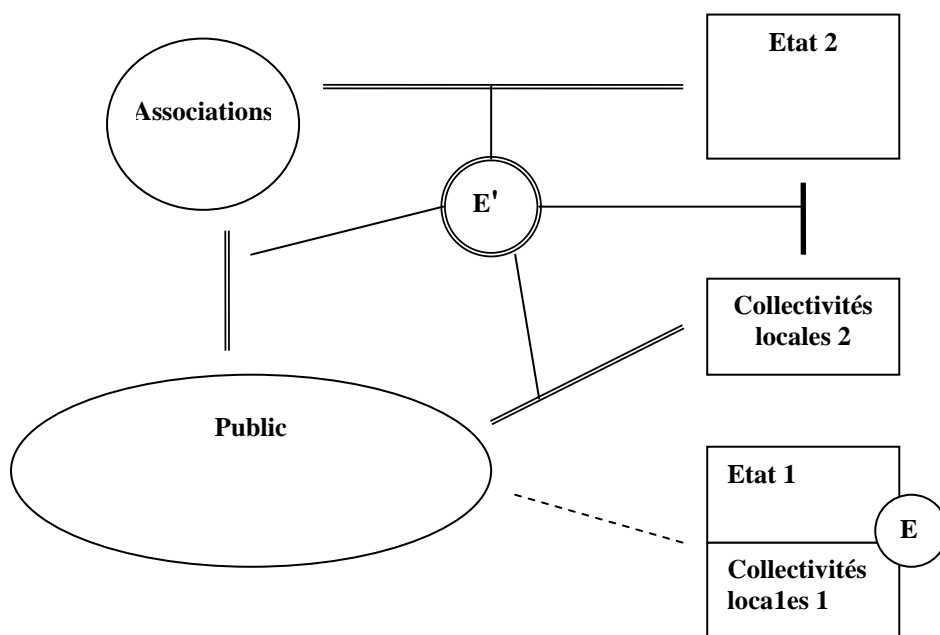 Etat 2
Associations
E'
Collectivités
locales 2
Public
Etat 1
E
Collectivités
loca1es 1